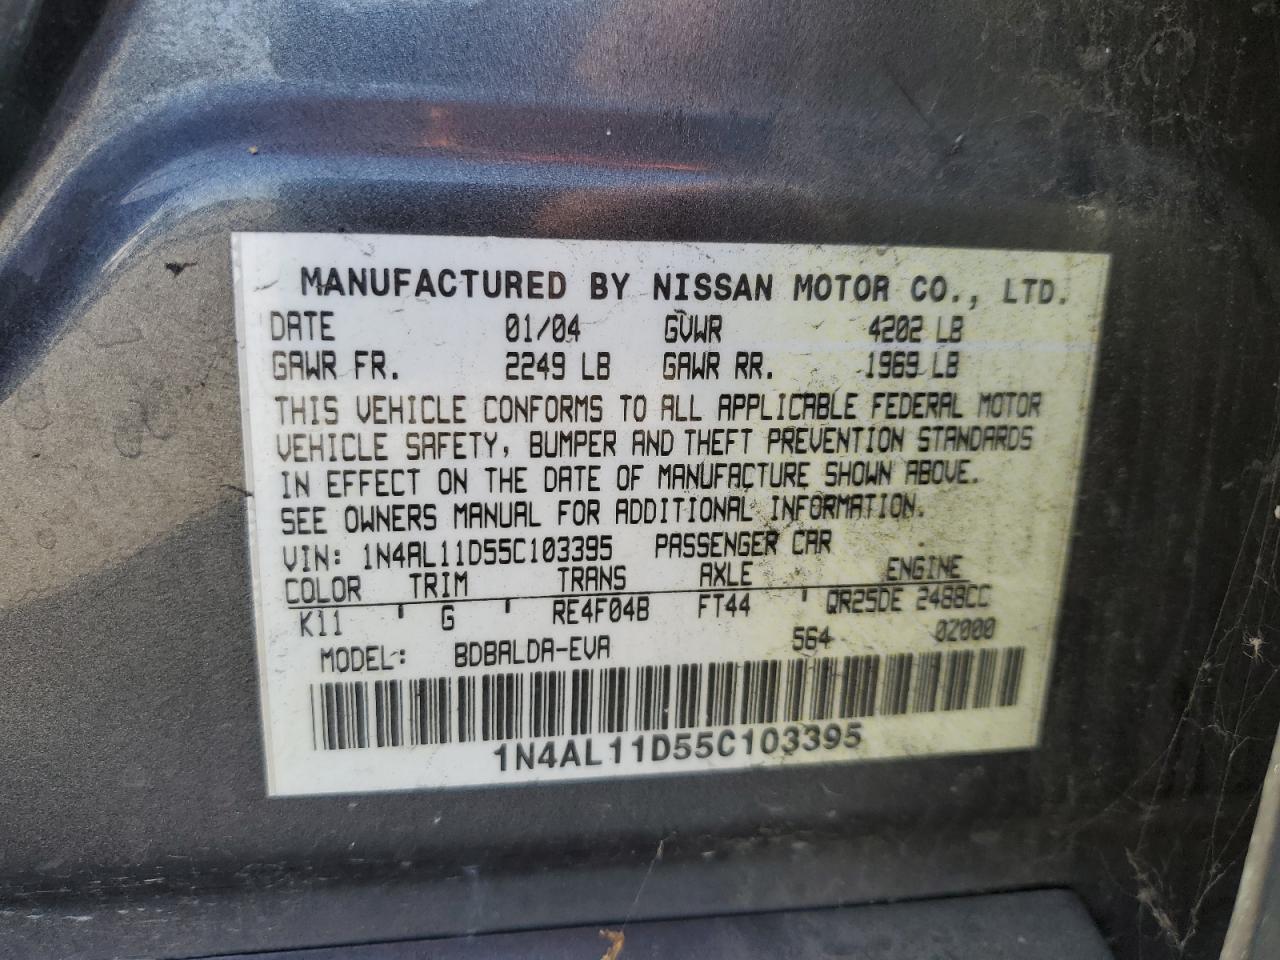 MANUFACTURED BY NISSAN MOTOR CO., LTD.
DATE 01/04 GVWR 4202 LB
GAWR FR. 2249 LB GAWR RR. 1969 LB
THIS VEHICLE CONFORMS TO ALL APPLICABLE FEDERAL MOTOR
VEHICLE SAFETY, BUMPER AND THEFT PREVENTION STANDARDS
IN EFFECT ON THE DATE OF MANUFACTURE SHOWN ABOVE.
SEE OWNERS MANUAL FOR ADDITIONAL INFORMATION.
VIN: 1N4AL11D55C103395 PASSENGER CAR
COLOR TRIM TRANS AXLE ENGINE
K11 ' G ' RE4F04B FT44 ' QR25DE 2488CC
MODEL: BDBALDA-EVA 564 02000
1N4AL11D55C103395